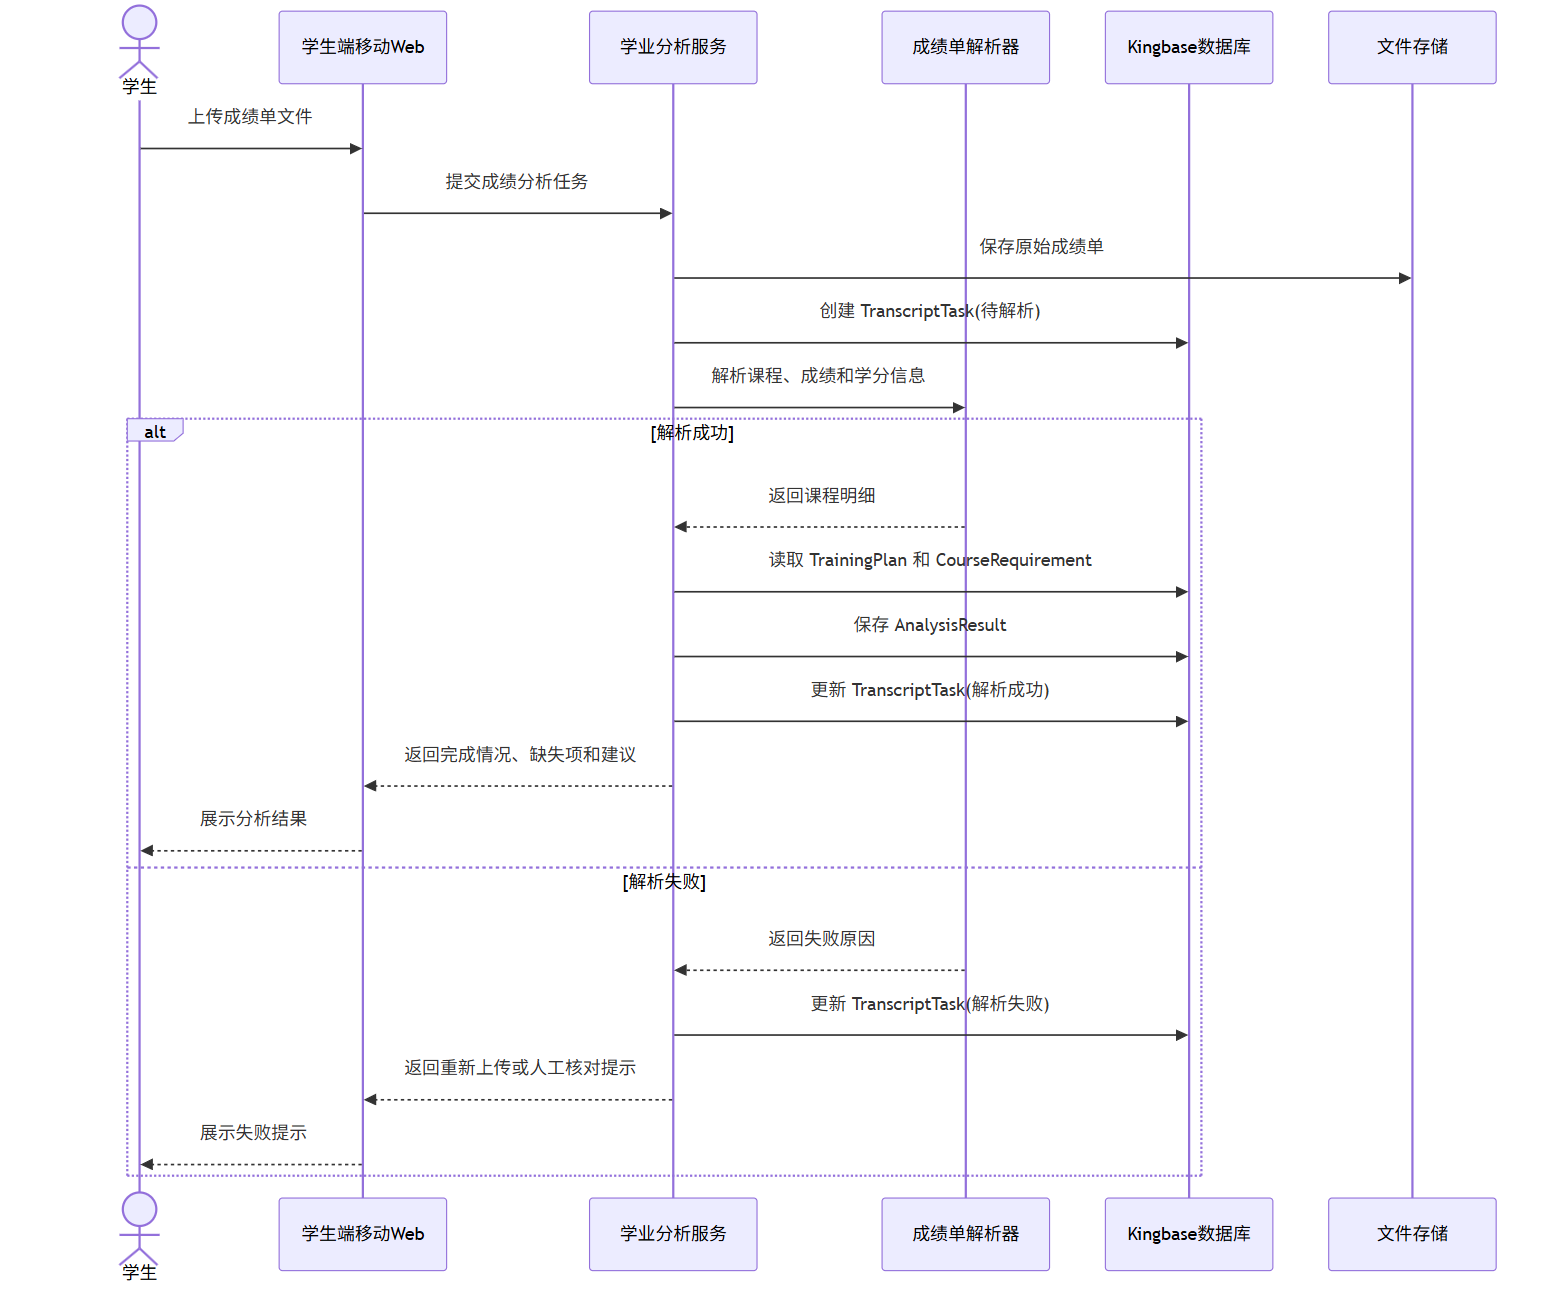 学生
学生端移动Web
学业分析服务
成绩单解析器
Kingbase数据库
文件存储
上传成绩单文件
提交成绩分析任务
保存原始成绩单
创建 TranscriptTask(待解析)
解析课程、成绩和学分信息
alt
[解析成功]
返回课程明细
读取 TrainingPlan 和 CourseRequirement
保存 AnalysisResult
更新 TranscriptTask(解析成功)
返回完成情况、缺失项和建议
展示分析结果
[解析失败]
返回失败原因
更新 TranscriptTask(解析失败)
返回重新上传或人工核对提示
展示失败提示
学生
学生端移动Web
学业分析服务
成绩单解析器
Kingbase数据库
文件存储